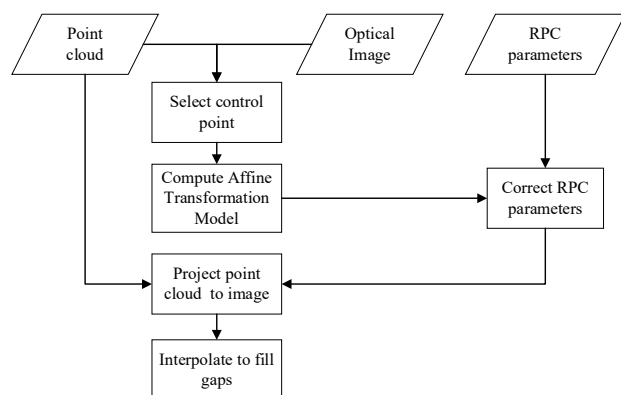 Point
cloud
Optical
Image
RPC
parameters
Select control
point
Compute Affine
Transformation
Model
Correct RPC
parameters
Project point
cloud  to image
Interpolate to fill
gaps